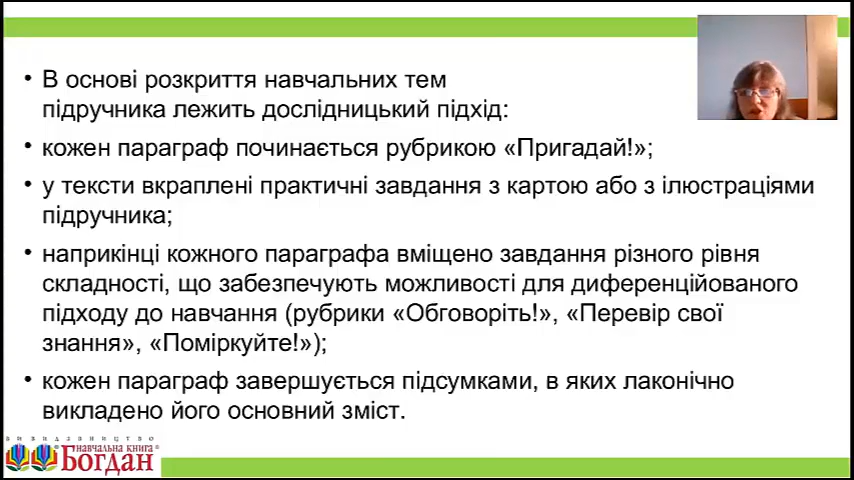 • В основі розкриття навчальних тем
підручника лежить дослідницький підхід:
• кожен параграф починається рубрикою «Пригадай!»;
• у тексти вкраплені практичні завдання з картою або з ілюстраціями
підручника;
• наприкінці кожного параграфа вміщено завдання різного рівня
складності, що забезпечують можливості для диференційованого
підходу до навчання (рубрики «Обговоріть!», «Перевір свої
знання», «Поміркуйте!»);
• кожен параграф завершується підсумками, в яких лаконічно
викладено його основний зміст.
видавництво
навчальна книга
Богдан